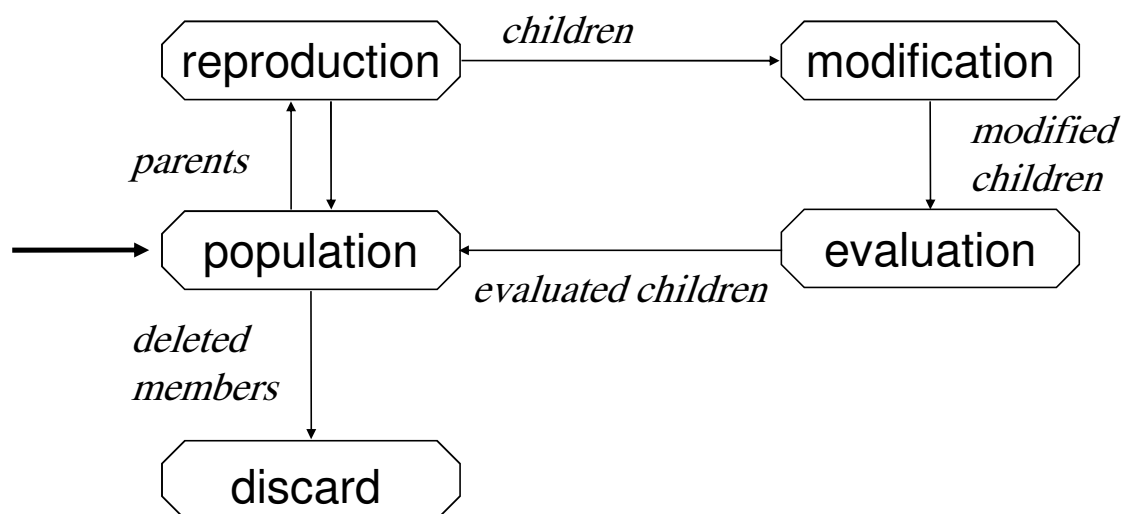 children
reproduction
modification
parents
modified
children
population
evaluation
evaluated children
deleted
members
discard